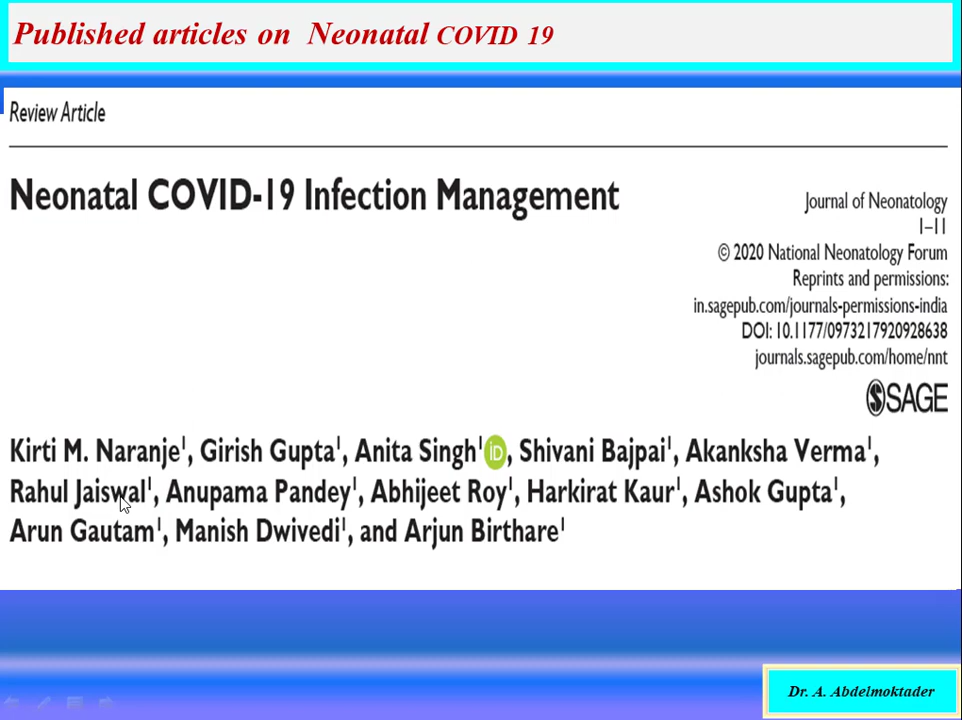 Published articles on Neonatal COVID 19
Review Article
Neonatal COVID-19 Infection Management
Journal of Neonatology
1–11
© 2020 National Neonatology Forum
Reprints and permissions:
in.sagepub.com/journals-permissions-india
DOI: 10.1177/0973217920928638
journals.sagepub.com/home/nnt
SAGE
Kirti M. Naranje¹, Girish Gupta¹, Anita Singh¹ iD, Shivani Bajpai¹, Akanksha Verma¹,
Rahul Jaiswal¹, Anupama Pandey¹, Abhijeet Roy¹, Harkirat Kaur¹, Ashok Gupta¹,
Arun Gautam¹, Manish Dwivedi¹, and Arjun Birthare¹
Dr. A. Abdelmoktader